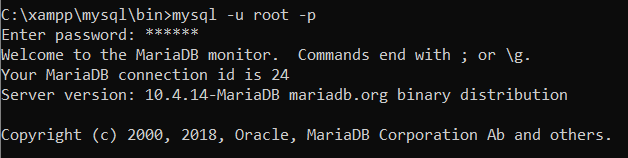 C:\xampp\mysql\bin>mysql -u root -p
Enter password: ******
Welcome to the MariaDB monitor.  Commands end with ; or \g.
Your MariaDB connection id is 24
Server version: 10.4.14-MariaDB mariadb.org binary distribution
Copyright (c) 2000, 2018, Oracle, MariaDB Corporation Ab and others.